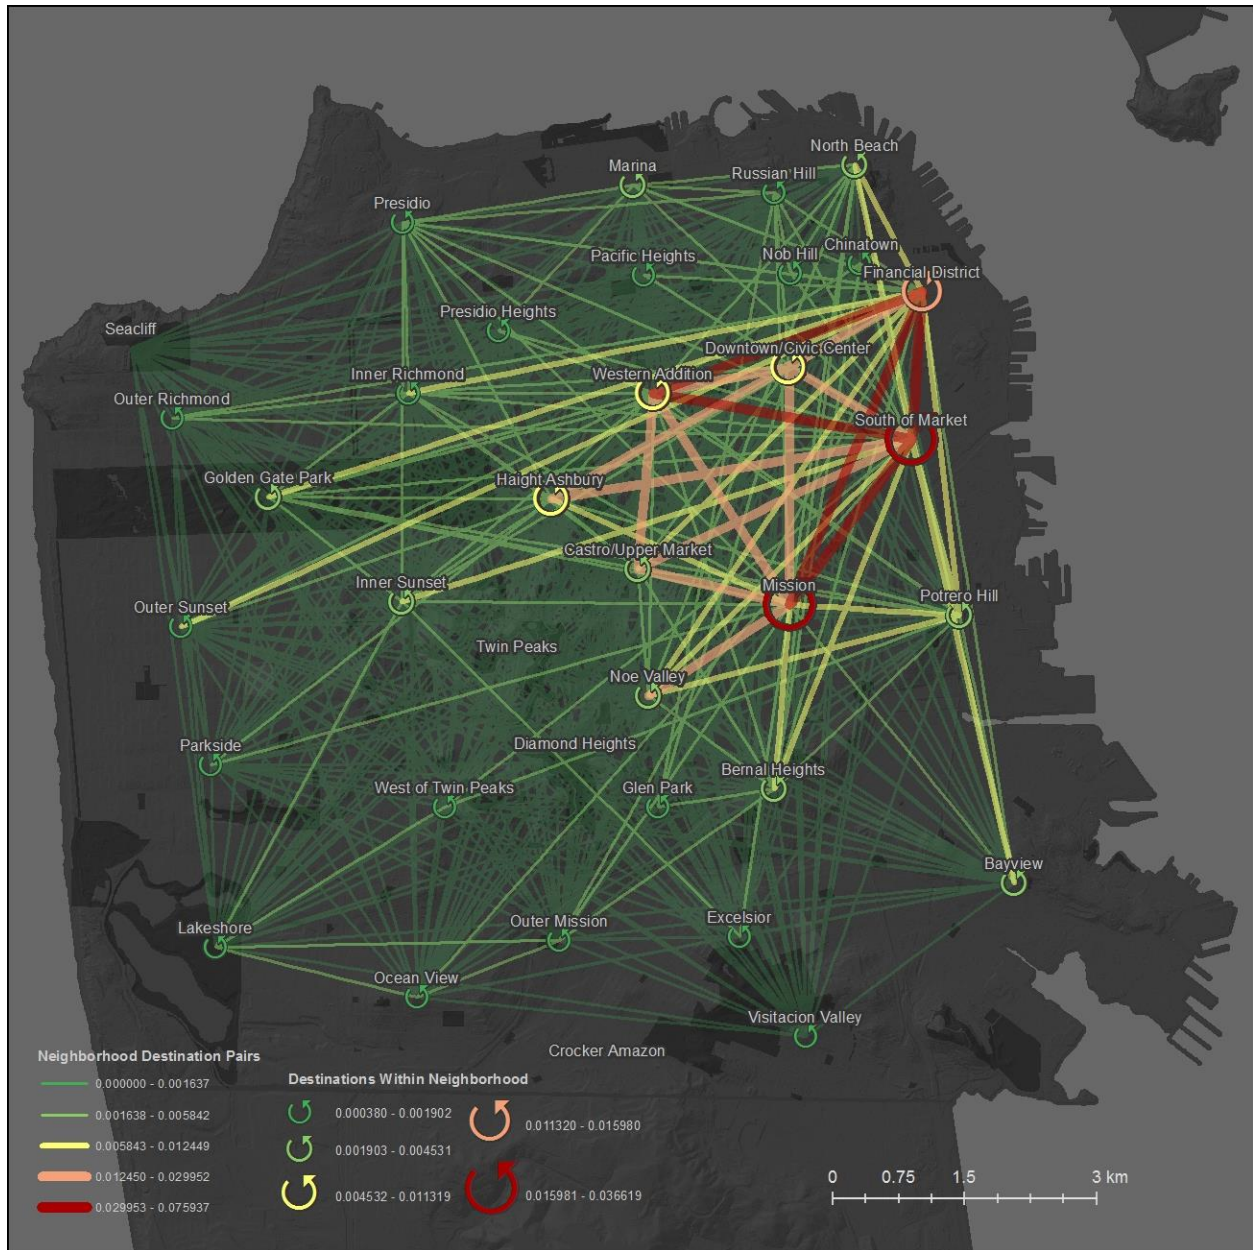 North Beach
Marina
Russian Hill
Presidio
Chinatown
Pacific Heights
Nob Hill
Financial District
Presidio Heights
Seacliff
Downtown/Civic Center
Inner Richmond
Western Addition
Outer Richmond
South of Market
Golden Gate Park
Haight Ashbury
Castro/Upper Market
Inner Sunset
Mission
Outer Sunset
Potrero Hill
Twin Peaks
Noe Valley
Parkside
Diamond Heights
Bernal Heights
West of Twin Peaks
Glen Park
Bayview
Lakeshore
Outer Mission
Excelsior
Ocean View
Visitacion Valley
Crocker Amazon
Neighborhood Destination Pairs
0.000000 - 0.001637
0.001638 - 0.005842
0.005843 - 0.012449
0.012450 - 0.029952
0.029953 - 0.075937
Destinations Within Neighborhood
0.000380 - 0.001902
0.001903 - 0.004531
0.004532 - 0.011319
0.011320 - 0.015980
0.015981 - 0.036619
0 0.75 1.5 3 km